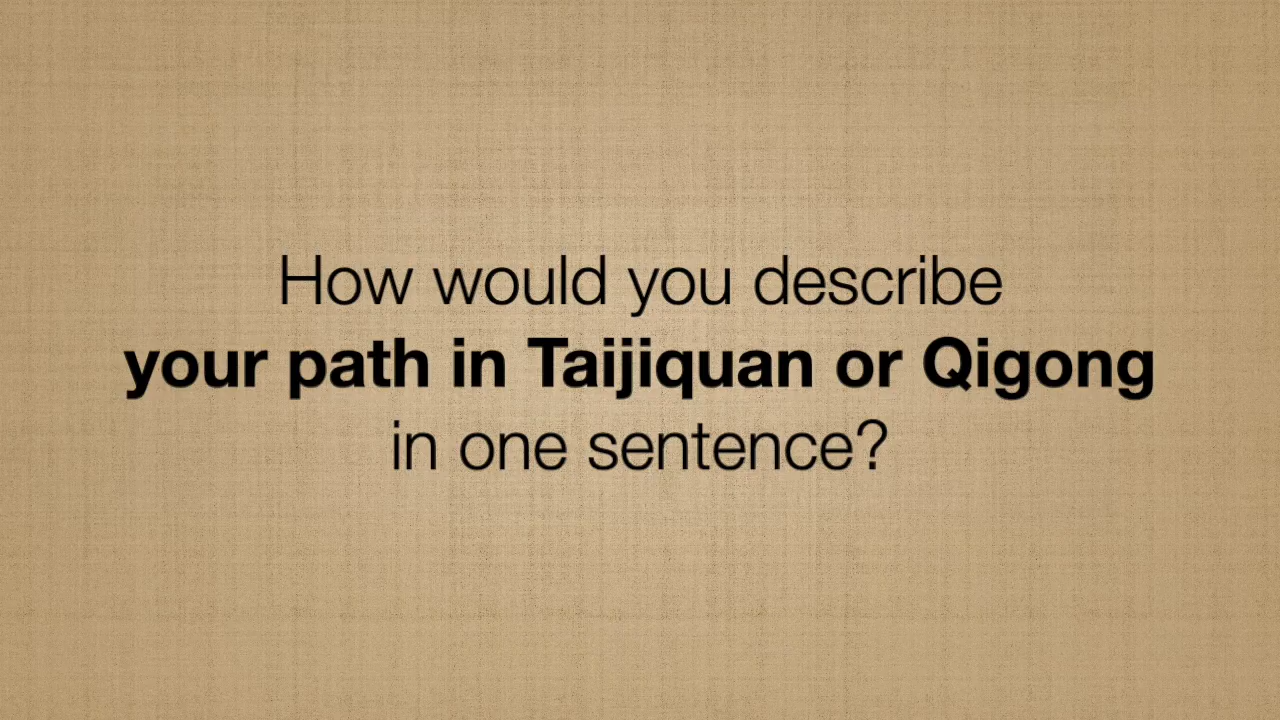 How would you describe
your path in Taijiquan or Qigong
in one sentence?